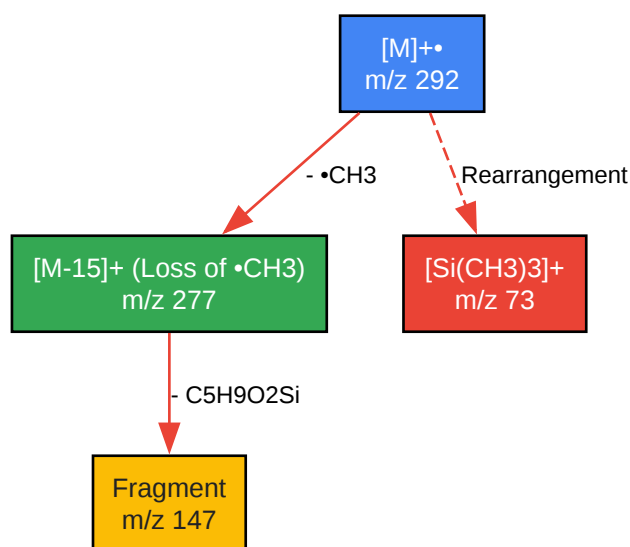 [M]+•
m/z 292
- •CH3
Rearrangement
[M-15]+ (Loss of •CH3)
m/z 277
[Si(CH3)3]+
m/z 73
- C5H9O2Si
Fragment
m/z 147